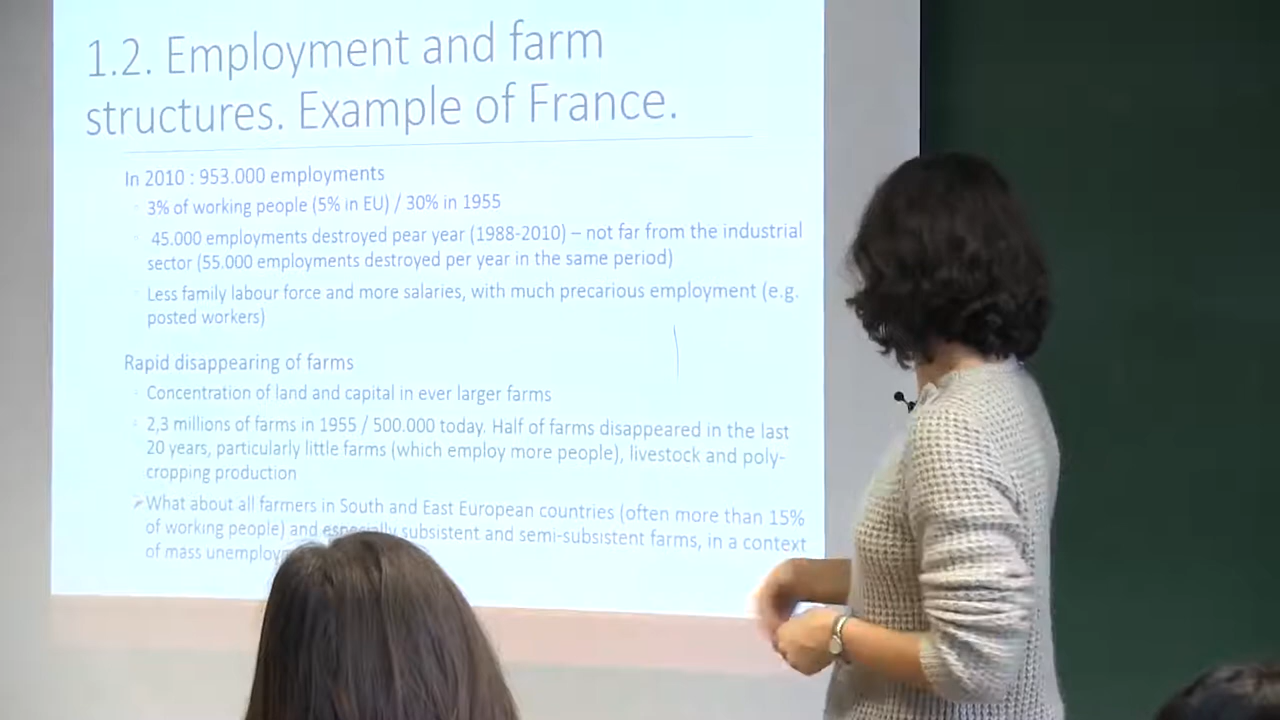 1.2. Employment and farm
structures. Example of France.
In 2010 : 953.000 employments
3% of working people (5% in EU) / 30% in 1955
45.000 employments destroyed pear year (1988-2010) – not far from the industrial
sector (55.000 employments destroyed per year in the same period)
Less family labour force and more salaries, with much precarious employment (e.g.
posted workers)
Rapid disappearing of farms
Concentration of land and capital in ever larger farms
2,3 millions of farms in 1955 / 500.000 today. Half of farms disappeared in the last
20 years, particularly little farms (which employ more people), livestock and poly-
cropping production
What about all farmers in South and East European countries (often more than 15%
of working people) and especially subsistent and semi-subsistent farms, in a context
of mass